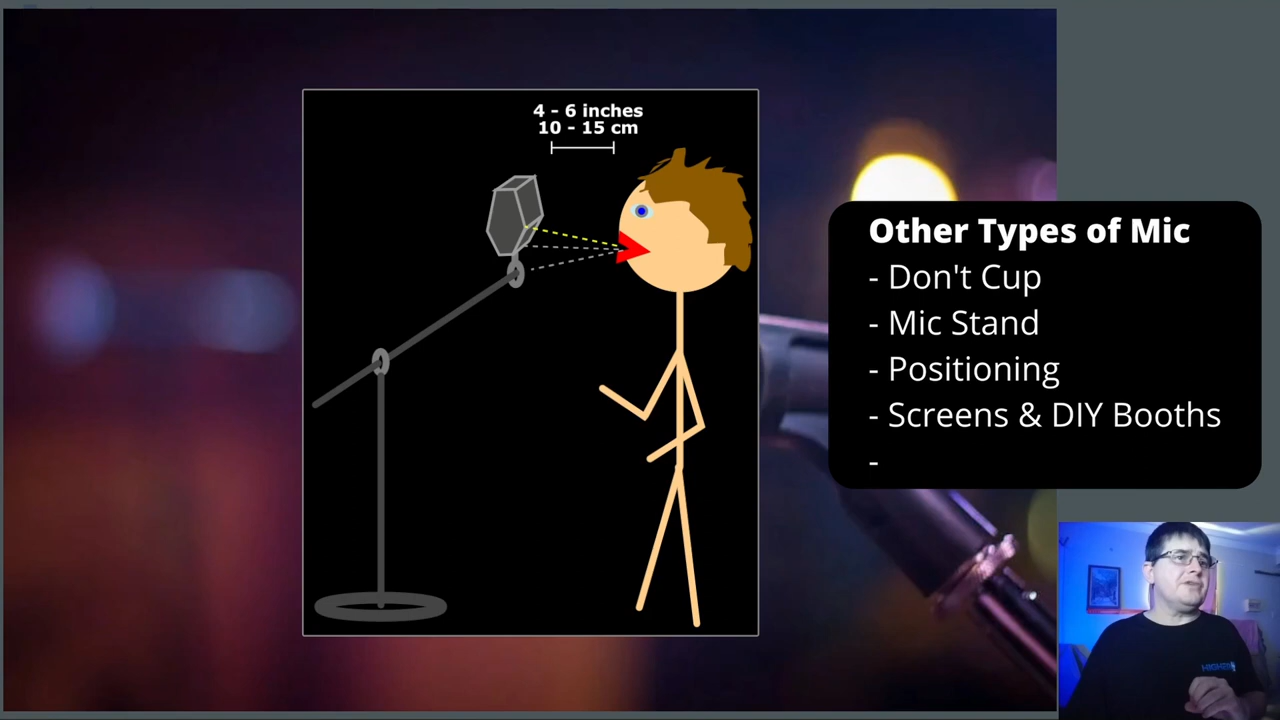 4 - 6 inches
10 - 15 cm
Other Types of Mic
- Don't Cup
- Mic Stand
- Positioning
- Screens & DIY Booths
-